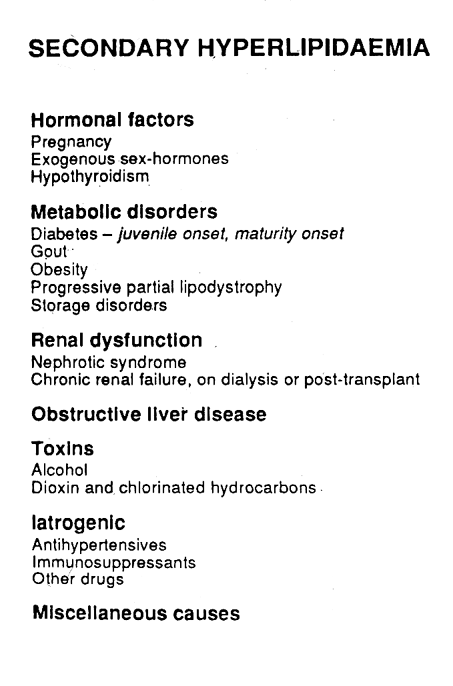 SECONDARY HYPERLIPIDAEMIA
Hormonal factors
Pregnancy
Exogenous sex-hormones
Hypothyroidism
Metabolic disorders
Diabetes – juvenile onset, maturity onset
Gout
Obesity
Progressive partial lipodystrophy
Storage disorders
Renal dysfunction
Nephrotic syndrome
Chronic renal failure, on dialysis or post-transplant
Obstructive liver disease
Toxins
Alcohol
Dioxin and chlorinated hydrocarbons
Iatrogenic
Antihypertensives
Immunosuppressants
Other drugs
Miscellaneous causes